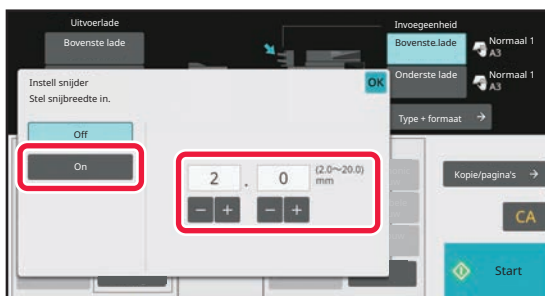 Uitvoerlade
Bovenste lade
Invoegeenheid
Bovenste lade
Normaal 1
A3
Onderste lade
Normaal 1
A3
Type + formaat
Instell snijder
Stel snijbreedte in.
OK
Off
On
2 . 0 (2.0~20.0)
mm
− + − +
Kopie/pagina's
CA
Start